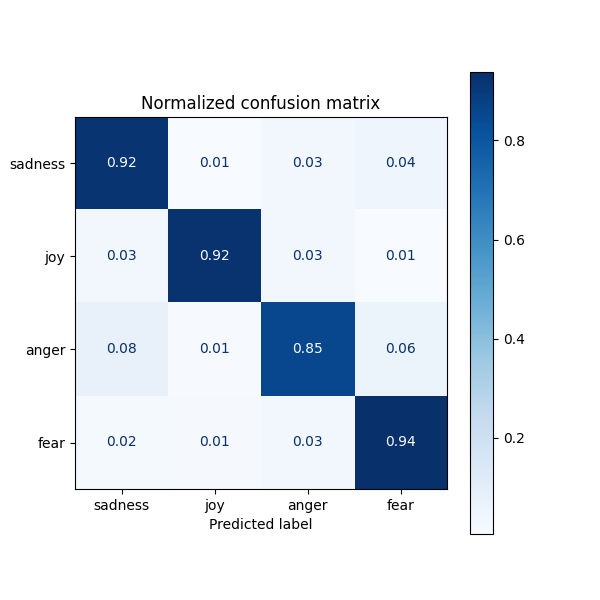 Normalized confusion matrix
sadness 0.92 0.01 0.03 0.04
joy 0.03 0.92 0.03 0.01
anger 0.08 0.01 0.85 0.06
fear 0.02 0.01 0.03 0.94
sadness joy anger fear
Predicted label
0.8
0.6
0.4
0.2